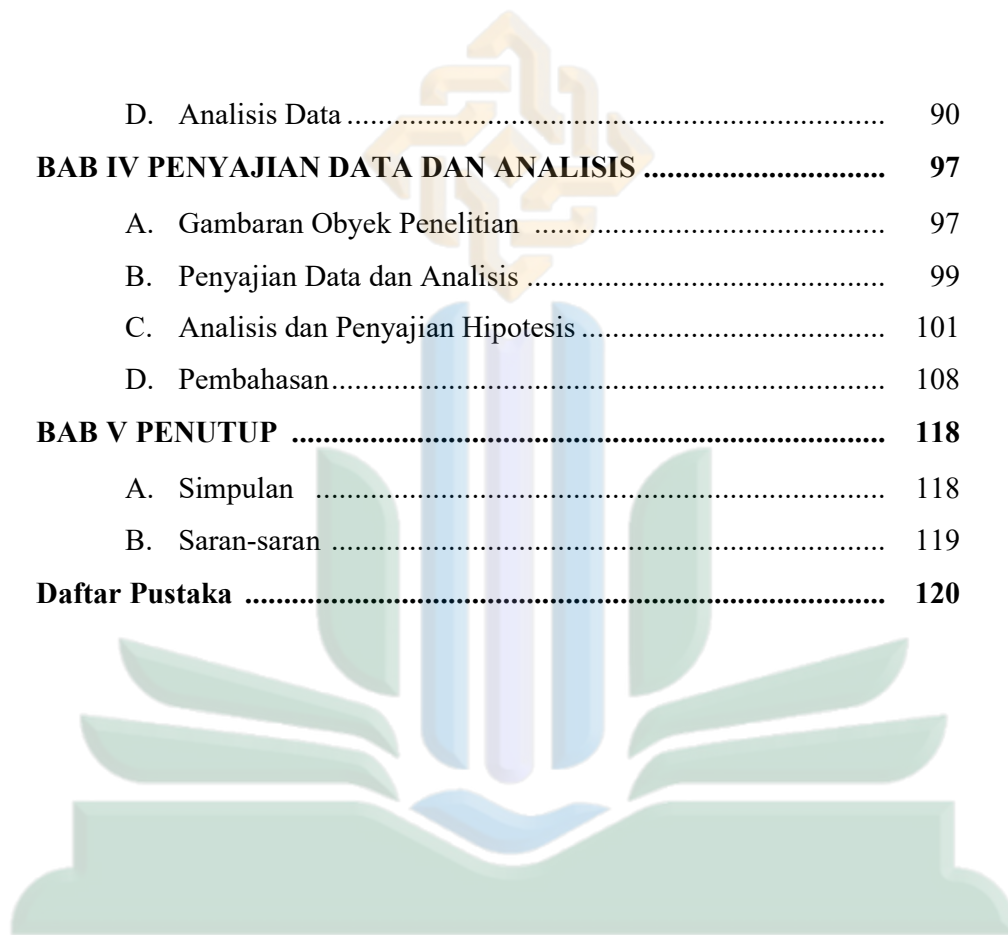 D. Analisis Data ........................................................................ 90
BAB IV PENYAJIAN DATA DAN ANALISIS ............................... 97
A. Gambaran Obyek Penelitian ............................................. 97
B. Penyajian Data dan Analisis .............................................. 99
C. Analisis dan Penyajian Hipotesis ....................................... 101
D. Pembahasan ........................................................................ 108
BAB V PENUTUP ............................................................................ 118
A. Simpulan ......................................................................... 118
B. Saran-saran ....................................................................... 119
Daftar Pustaka .................................................................................. 120